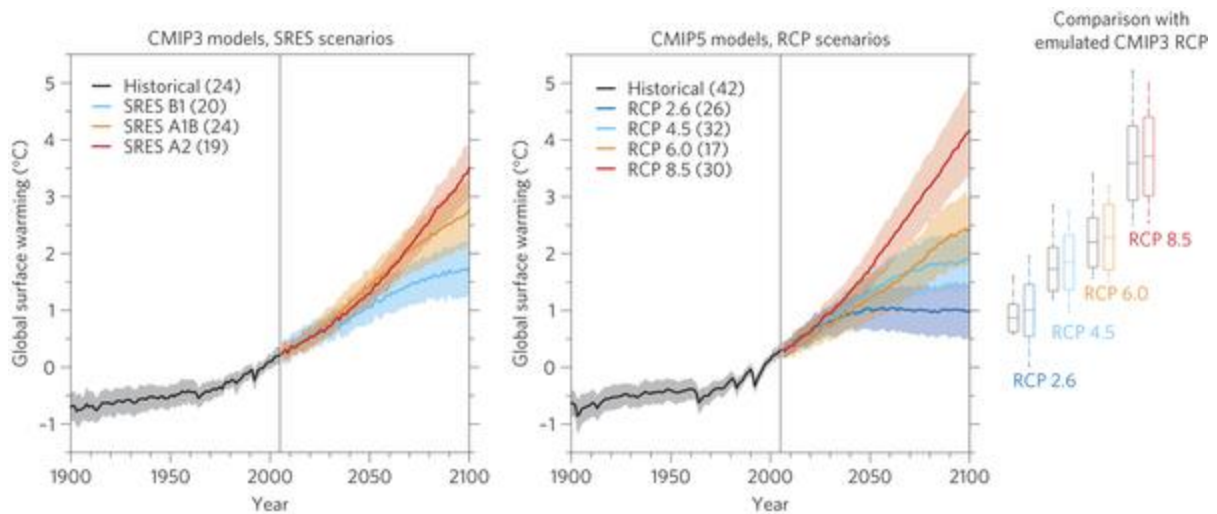 Comparison with
emulated CMIP3 RCP
CMIP3 models, SRES scenarios
Historical (24)
SRES B1 (20)
SRES A1B (24)
SRES A2 (19)
Global surface warming (°C)
5
4
3
2
1
0
-1
1900
1950
2000
2050
2100
Year
CMIP5 models, RCP scenarios
Historical (42)
RCP 2.6 (26)
RCP 4.5 (32)
RCP 6.0 (17)
RCP 8.5 (30)
Global surface warming (°C)
5
4
3
2
1
0
-1
1900
1950
2000
2050
2100
Year
RCP 8.5
RCP 6.0
RCP 4.5
RCP 2.6